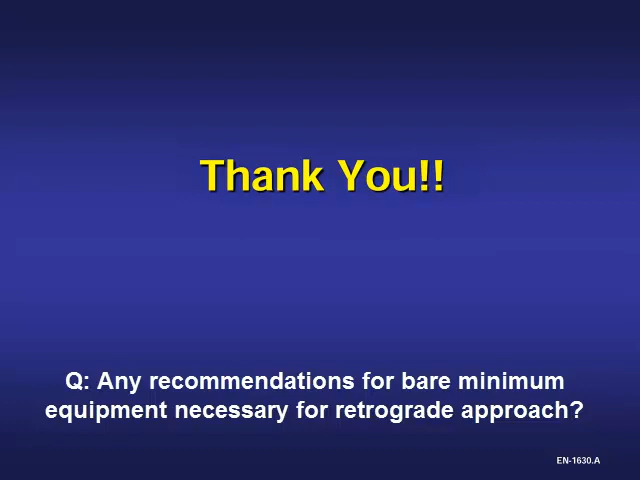 Thank You!!
Q: Any recommendations for bare minimum
equipment necessary for retrograde approach?
EN-1630.A